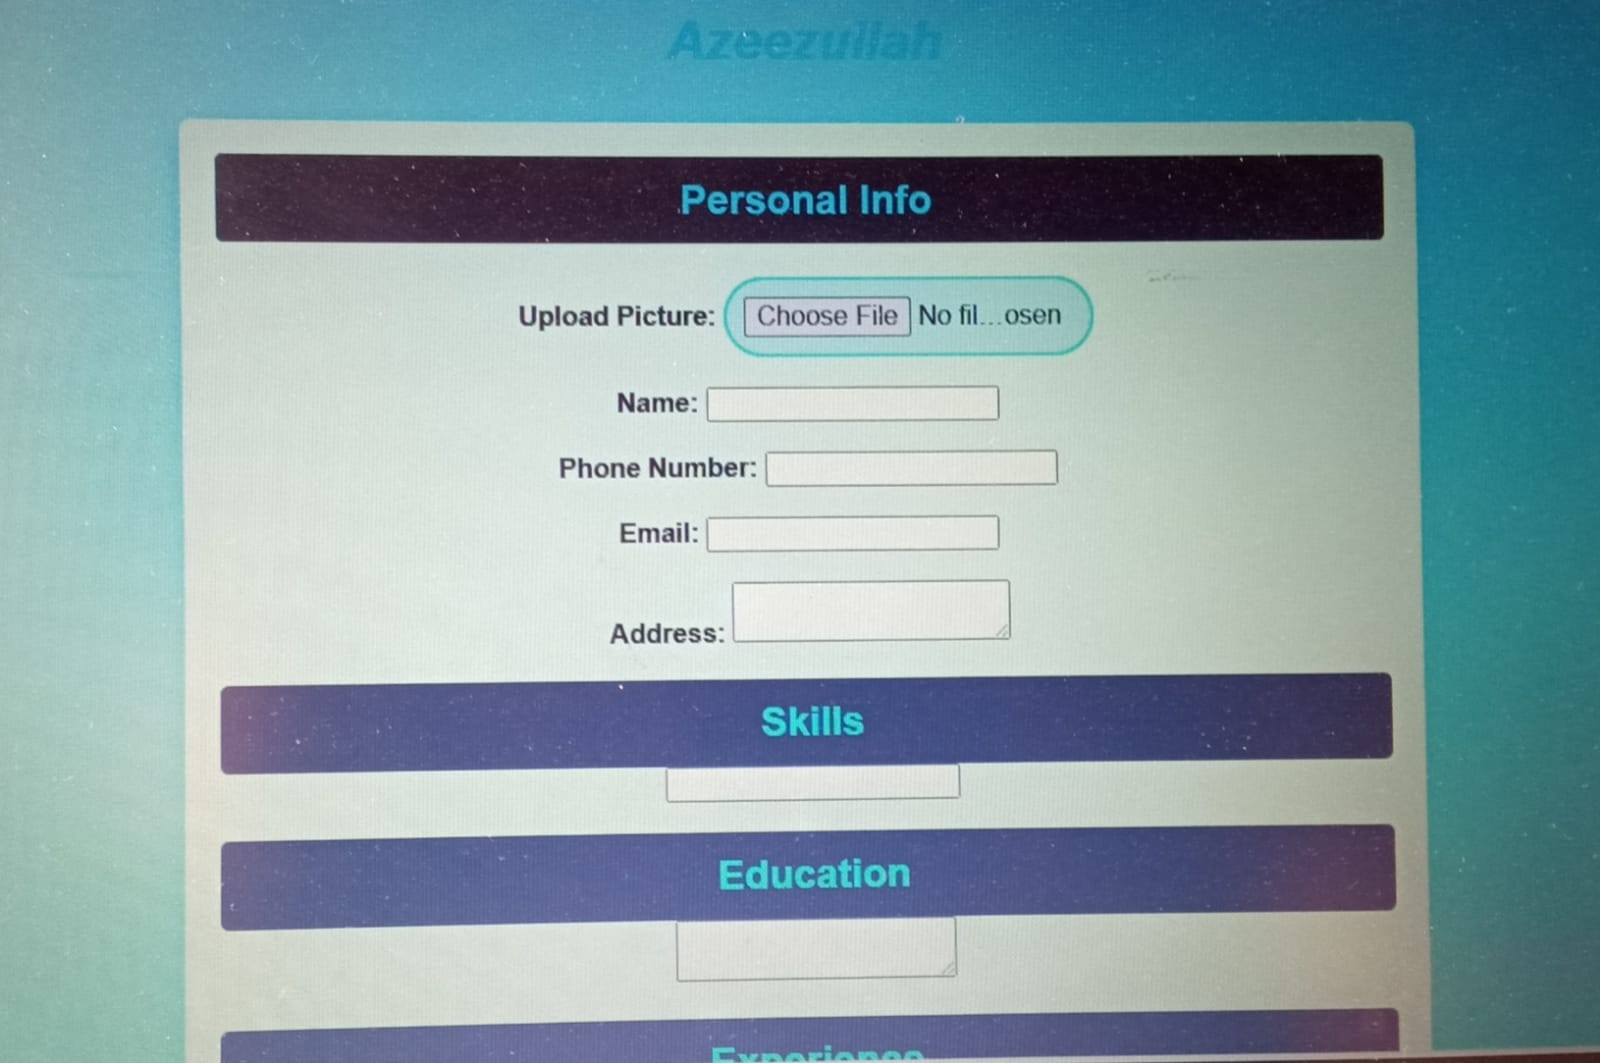 Azeezullah
Personal Info
Upload Picture: Choose File No fil...osen
Name:
Phone Number:
Email:
Address:
Skills
Education
Experience